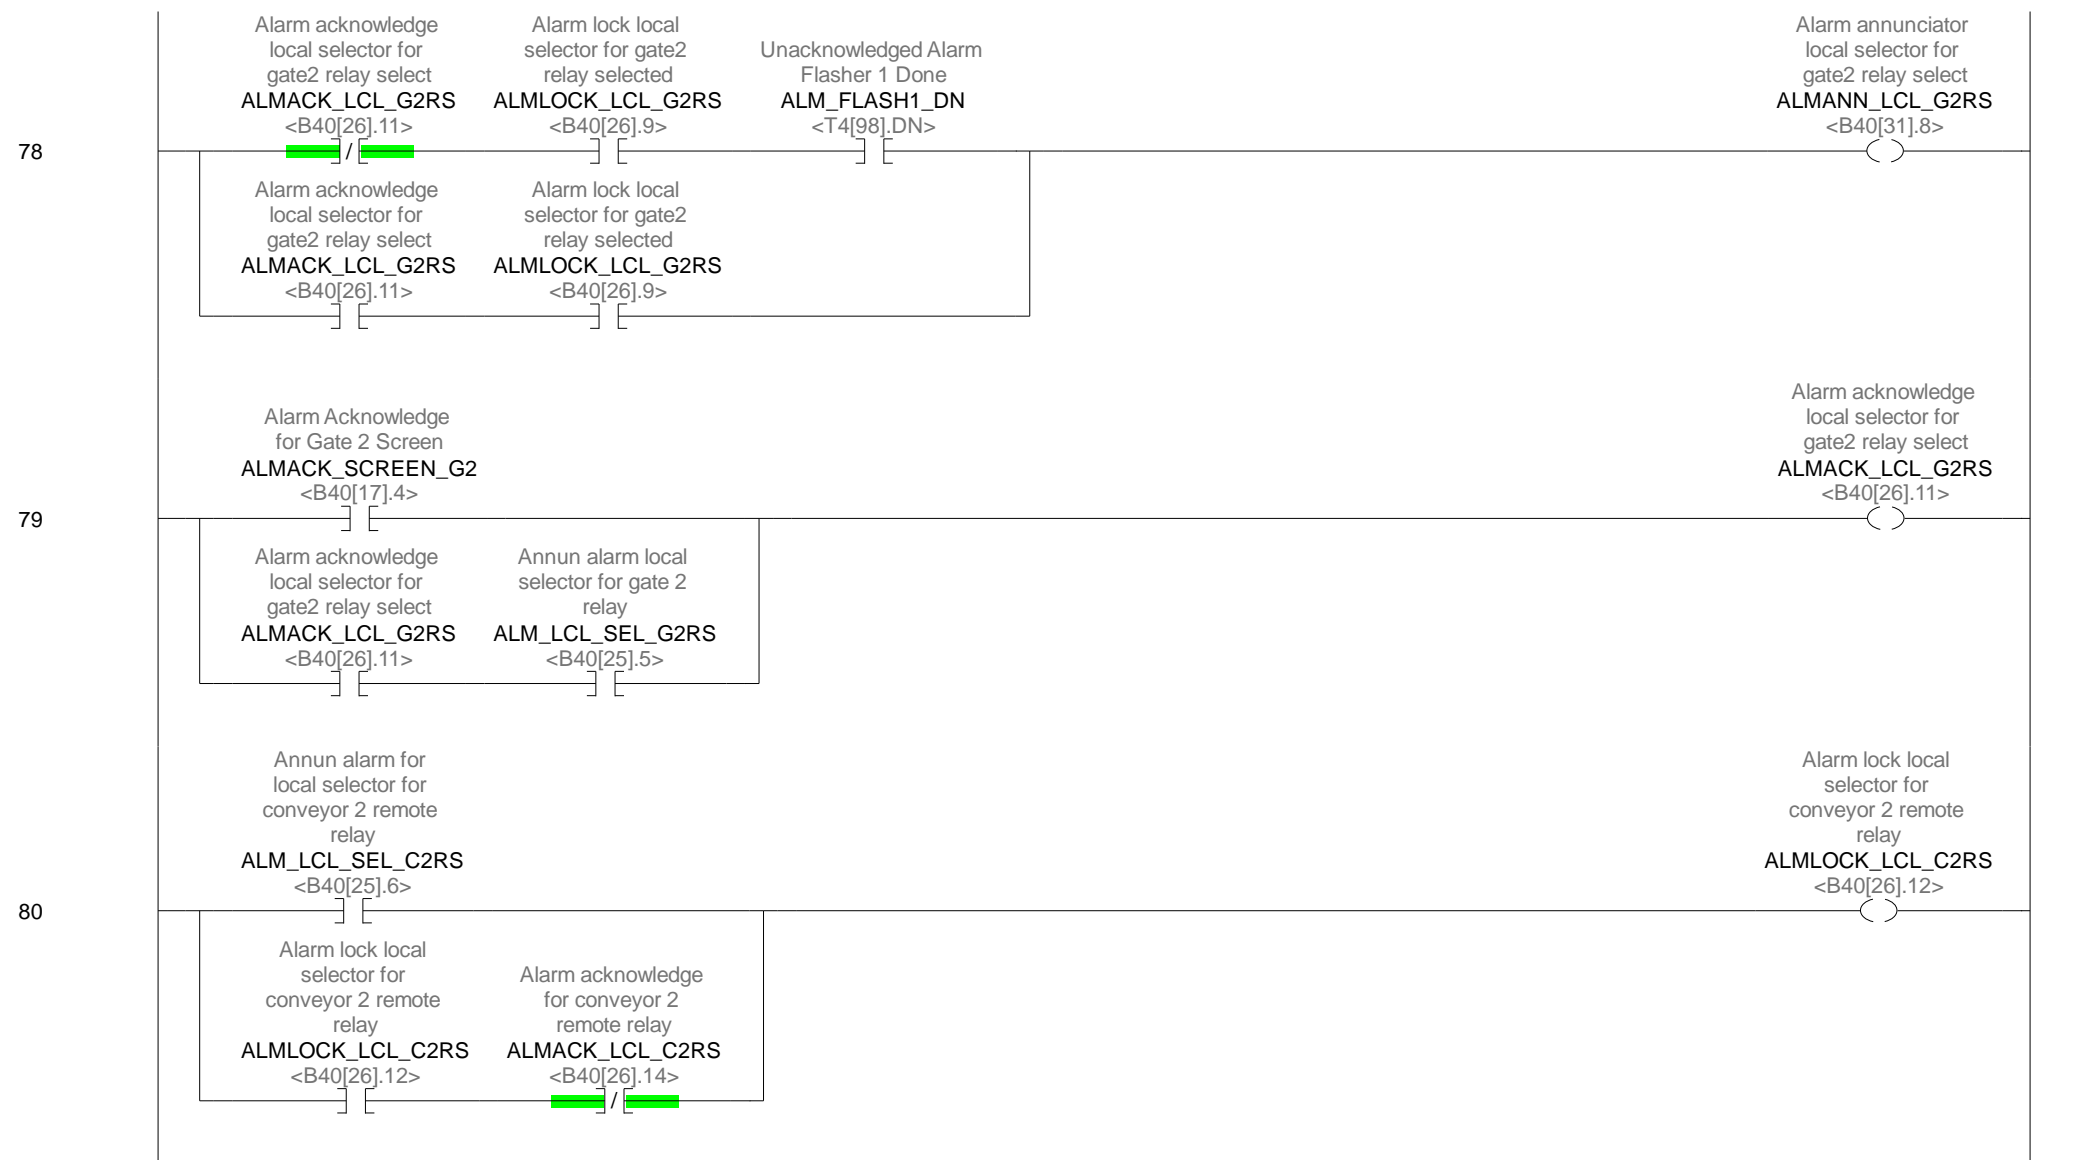 Alarm acknowledge
local selector for
gate2 relay select
ALMACK_LCL_G2RS
<B40[26].11>
Alarm lock local
selector for gate2
relay selected
ALMLOCK_LCL_G2RS
<B40[26].9>
Unacknowledged Alarm
Flasher 1 Done
ALM_FLASH1_DN
<T4[98].DN>
Alarm annunciator
local selector for
gate2 relay select
ALMANN_LCL_G2RS
<B40[31].8>
78
/
Alarm acknowledge
local selector for
gate2 relay select
ALMACK_LCL_G2RS
<B40[26].11>
Alarm lock local
selector for gate2
relay selected
ALMLOCK_LCL_G2RS
<B40[26].9>
Alarm Acknowledge
for Gate 2 Screen
ALMACK_SCREEN_G2
<B40[17].4>
Alarm acknowledge
local selector for
gate2 relay select
ALMACK_LCL_G2RS
<B40[26].11>
79
Alarm acknowledge
local selector for
gate2 relay select
ALMACK_LCL_G2RS
<B40[26].11>
Annun alarm local
selector for gate 2
relay
ALM_LCL_SEL_G2RS
<B40[25].5>
Annun alarm for
local selector for
conveyor 2 remote
relay
ALM_LCL_SEL_C2RS
<B40[25].6>
Alarm lock local
selector for
conveyor 2 remote
relay
ALMLOCK_LCL_C2RS
<B40[26].12>
80
Alarm lock local
selector for
conveyor 2 remote
relay
ALMLOCK_LCL_C2RS
<B40[26].12>
Alarm acknowledge
for conveyor 2
remote relay
ALMACK_LCL_C2RS
<B40[26].14>
/